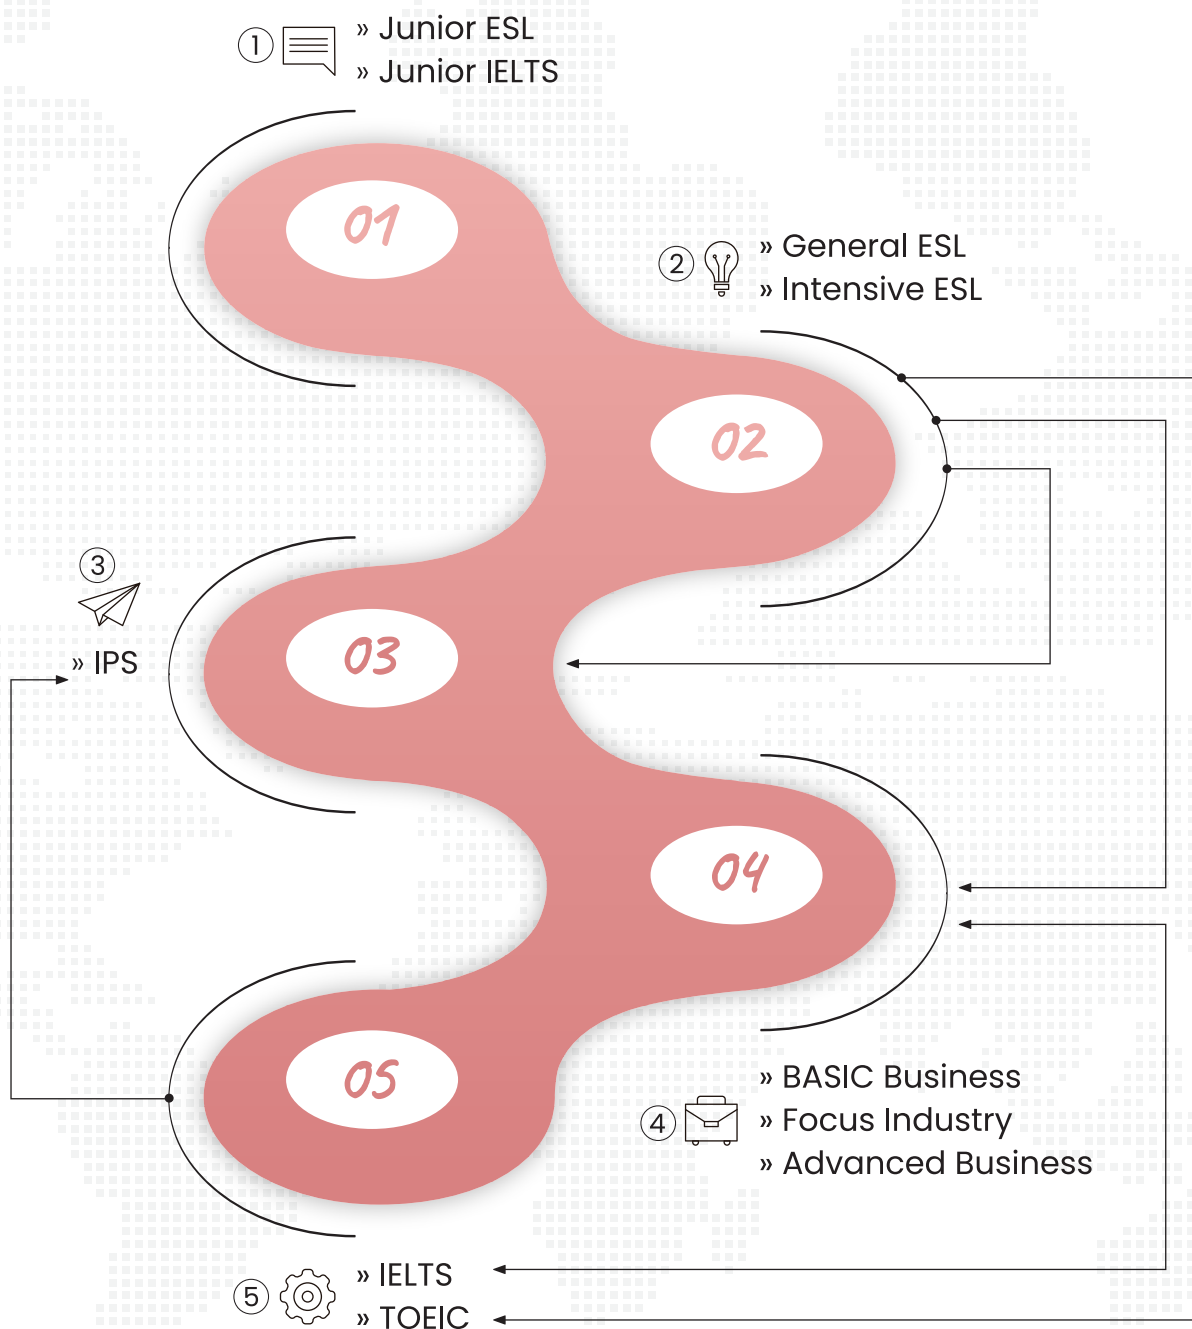 1
» Junior ESL
» Junior IELTS
01
2
» General ESL
» Intensive ESL
02
3
» IPS
03
04
4
» BASIC Business
» Focus Industry
» Advanced Business
05
5
» IELTS
» TOEIC